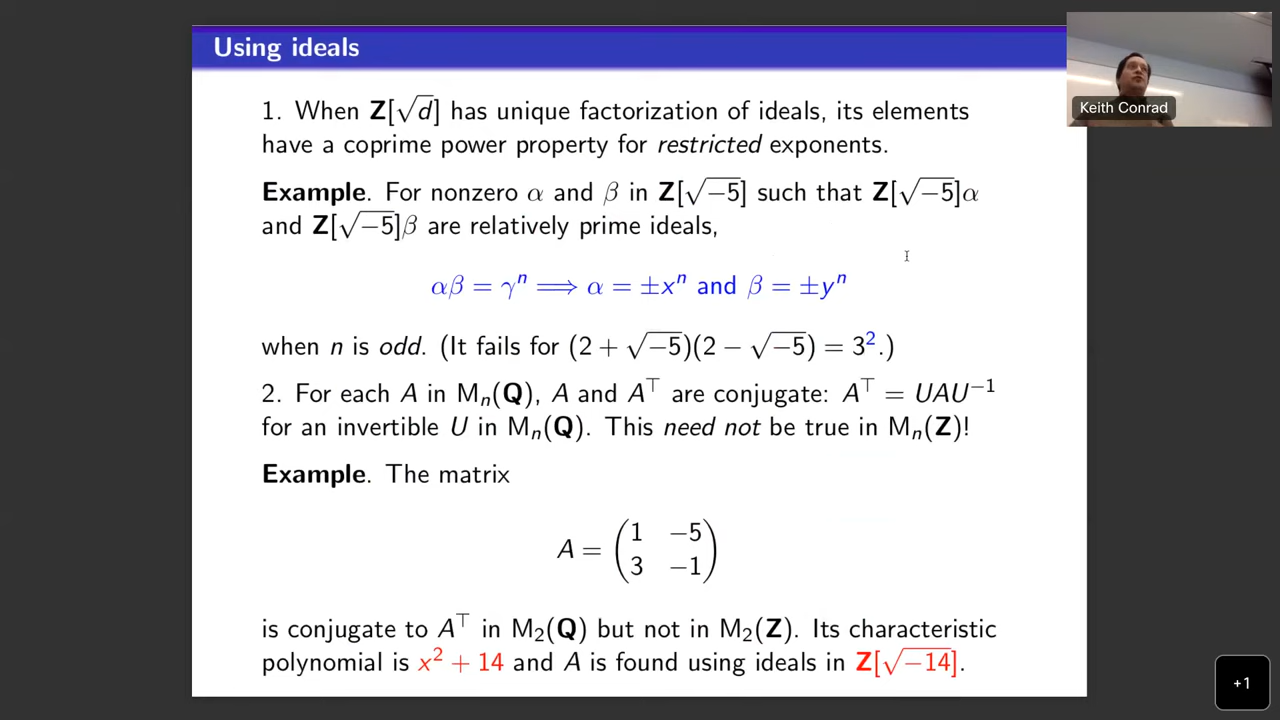 Using ideals
Keith Conrad
1. When Z[√d] has unique factorization of ideals, its elements
have a coprime power property for restricted exponents.
Example. For nonzero α and β in Z[√−5] such that Z[√−5]α
and Z[√−5]β are relatively prime ideals,
αβ = γⁿ ⟹ α = ±xⁿ and β = ±yⁿ
when n is odd. (It fails for (2 + √−5)(2 − √−5) = 3².)
2. For each A in Mₙ(Q), A and A⊤ are conjugate: A⊤ = UAU⁻¹
for an invertible U in Mₙ(Q). This need not be true in Mₙ(Z)!
Example. The matrix
A = (1 −5
3 −1)
is conjugate to A⊤ in M₂(Q) but not in M₂(Z). Its characteristic
polynomial is x² + 14 and A is found using ideals in Z[√−14].
+1